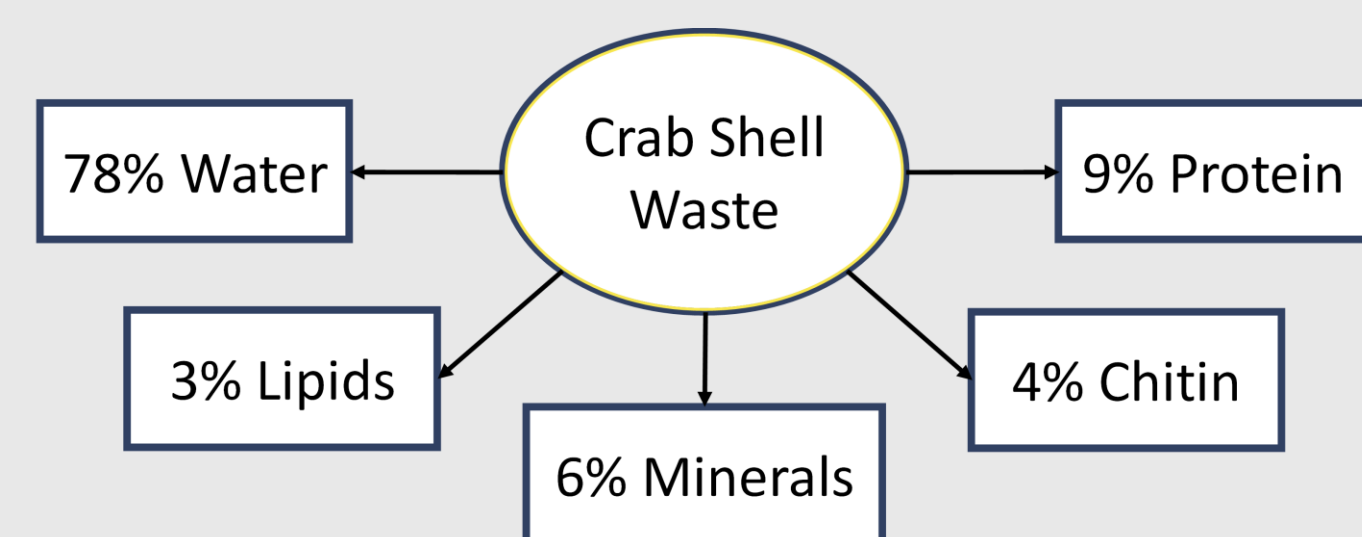 Crab Shell
Waste
78% Water
9% Protein
3% Lipids
4% Chitin
6% Minerals